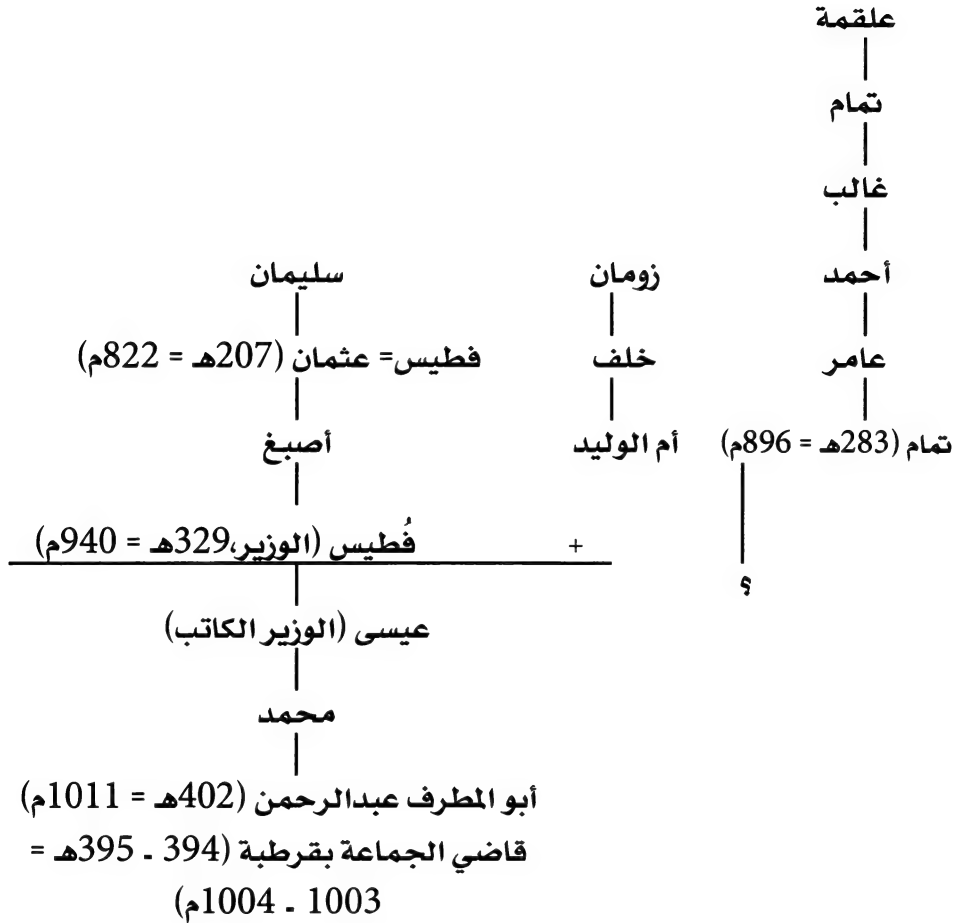 علقمة
تمام
غالب
أحمد زومان سليمان
عامر خلف فطيس= عثمان (207هـ = 822م)
تمام (283هـ = 896م) أم الوليد أصبغ
+ فُطيس (الوزير،329هـ = 940م)
؟
عيسى (الوزير الكاتب)
محمد
أبو المطرف عبدالرحمن (402هـ = 1011م)
قاضي الجماعة بقرطبة (394 - 395هـ =
1003 - 1004م)